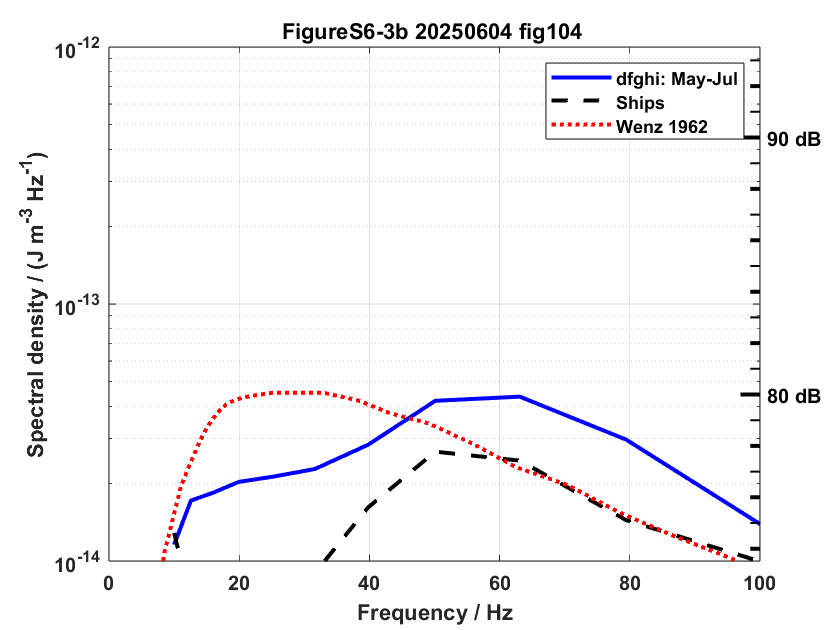 FigureS6-3b 20250604 fig104
dfghi: May-Jul
Ships
Wenz 1962
10⁻¹²
10⁻¹³
10⁻¹⁴
90 dB
80 dB
Spectral density / (J m⁻³ Hz⁻¹)
0 20 40 60 80 100
Frequency / Hz